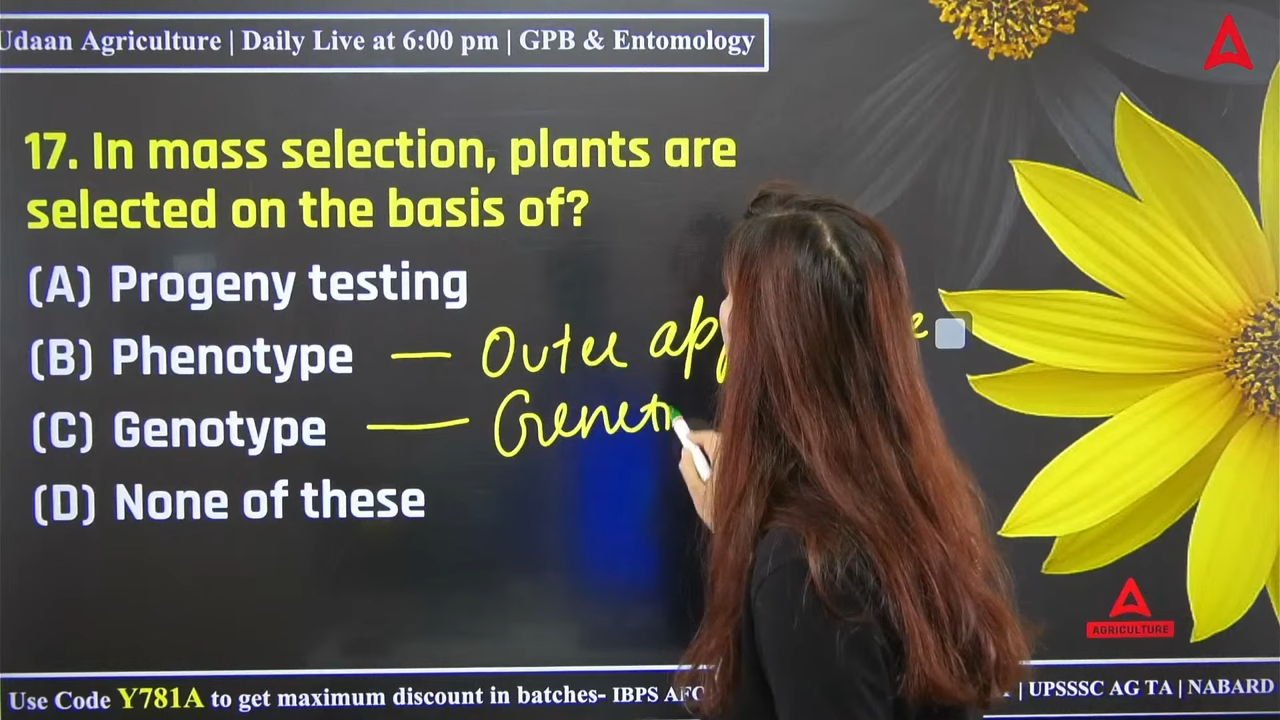 Udaan Agriculture | Daily Live at 6:00 pm | GPB & Entomology
17. In mass selection, plants are
selected on the basis of?
(A) Progeny testing
(B) Phenotype — Outer
(C) Genotype — Geneti
(D) None of these
AGRICULTURE
Use Code Y781A to get maximum discount in batches- IBPS AFO | UPSSSC AG TA | NABARD